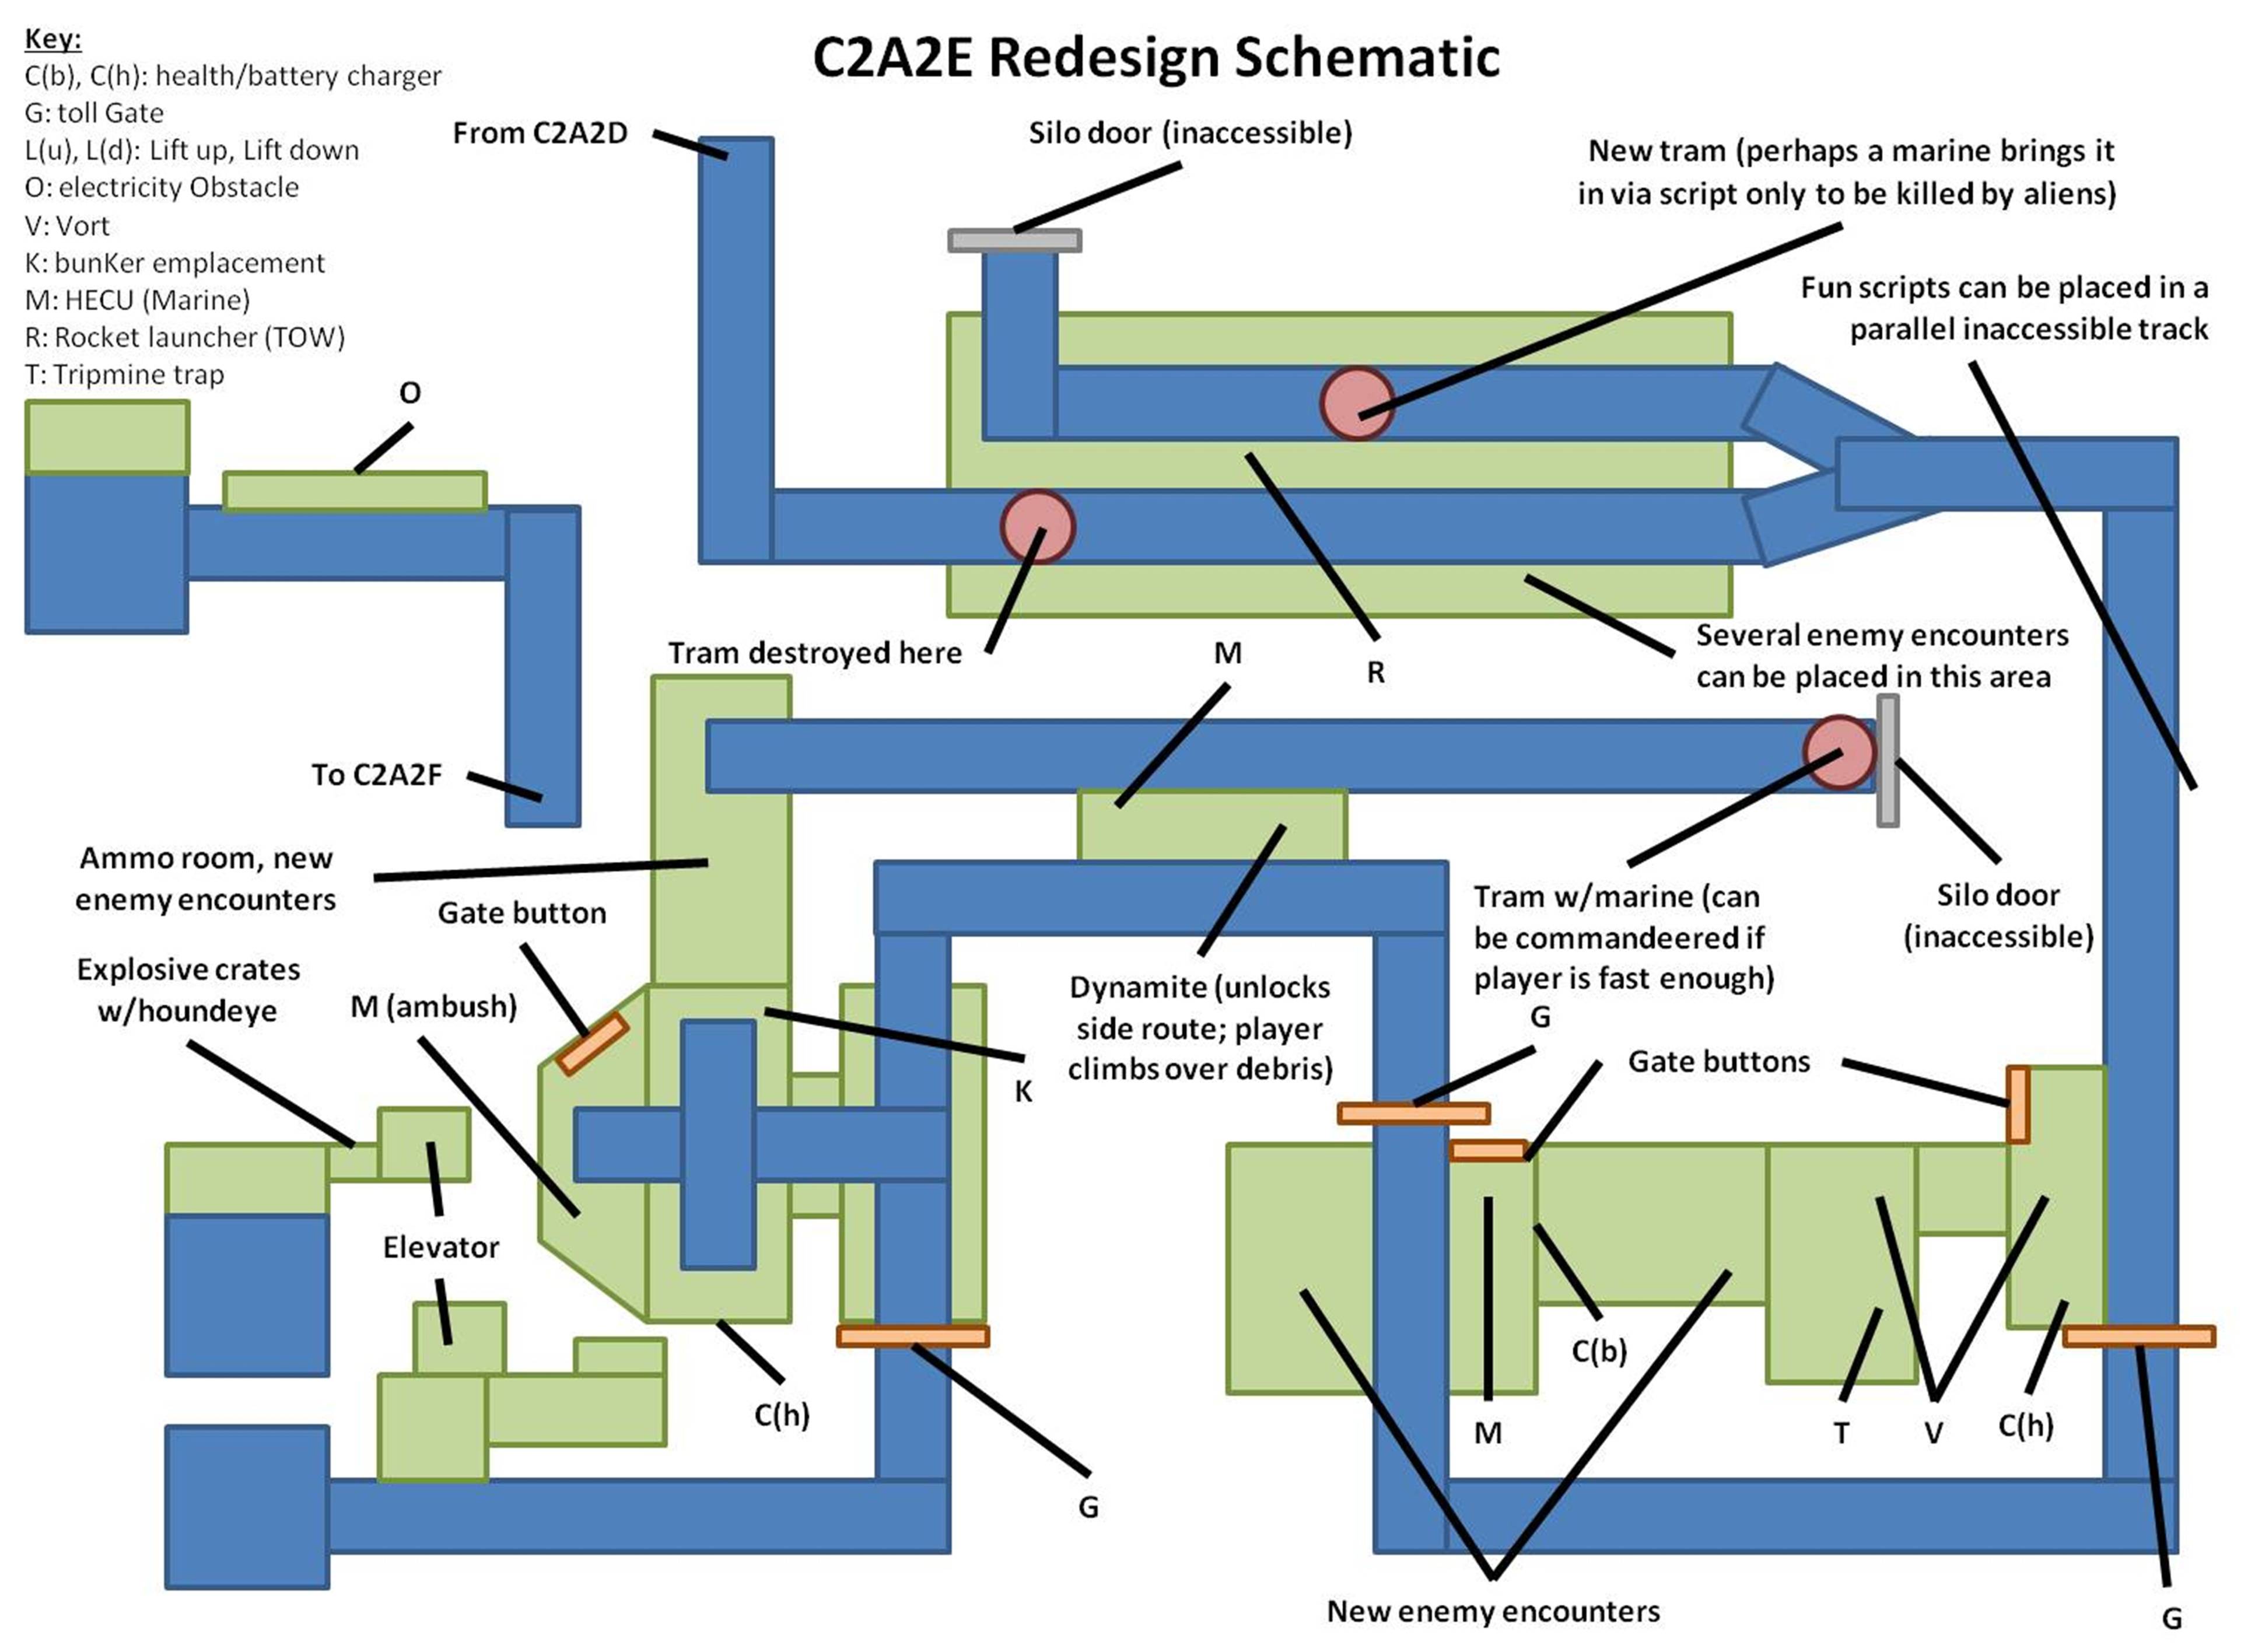 C2A2E Redesign Schematic
Key:
C(b), C(h): health/battery charger
G: toll Gate
L(u), L(d): Lift up, Lift down
O: electricity Obstacle
V: Vort
K: bunKer emplacement
M: HECU (Marine)
R: Rocket launcher (TOW)
T: Tripmine trap
From C2A2D
Silo door (inaccessible)
New tram (perhaps a marine brings it
in via script only to be killed by aliens)
Fun scripts can be placed in a
parallel inaccessible track
O
Tram destroyed here
M
R
Several enemy encounters
can be placed in this area
To C2A2F
Ammo room, new
enemy encounters
Gate button
Explosive crates
w/houndeye
M (ambush)
Dynamite (unlocks
side route; player
climbs over debris)
K
Tram w/marine (can
be commandeered if
player is fast enough)
Silo door
(inaccessible)
G
Gate buttons
Elevator
C(h)
G
C(b)
M
T
V
C(h)
New enemy encounters
G